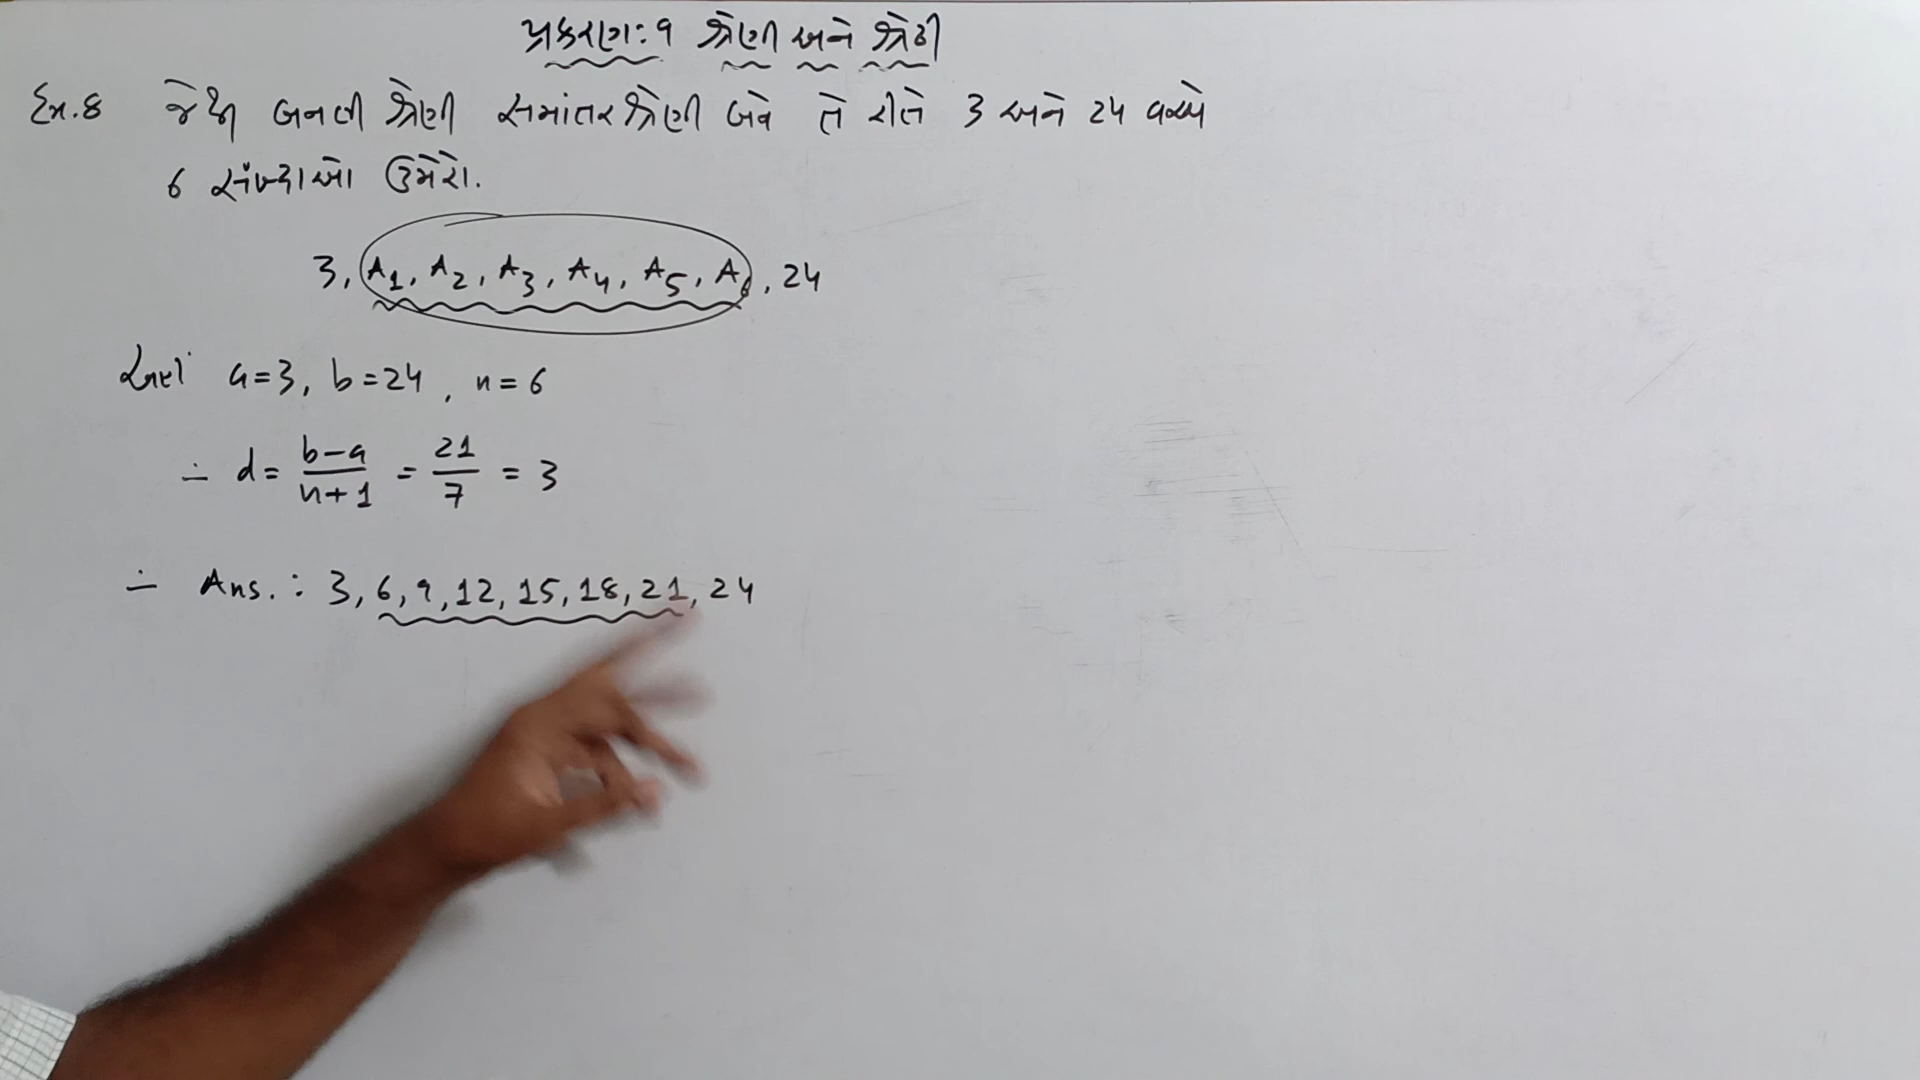 પ્રકરણ: ૧ શ્રેણી અને શ્રેઢી
Ex.8 જેથી બનતી શ્રેણી સમાંતર શ્રેણી બને તે રીતે 3 અને 24 વચ્ચે
6 સંખ્યાઓ ઉમેરો.
3, A1, A2, A3, A4, A5, A6, 24
a=3, b=24, n=6
∴ d = b-a/n+1 = 21/7 = 3
∴ Ans. : 3, 6, 9, 12, 15, 18, 21, 24